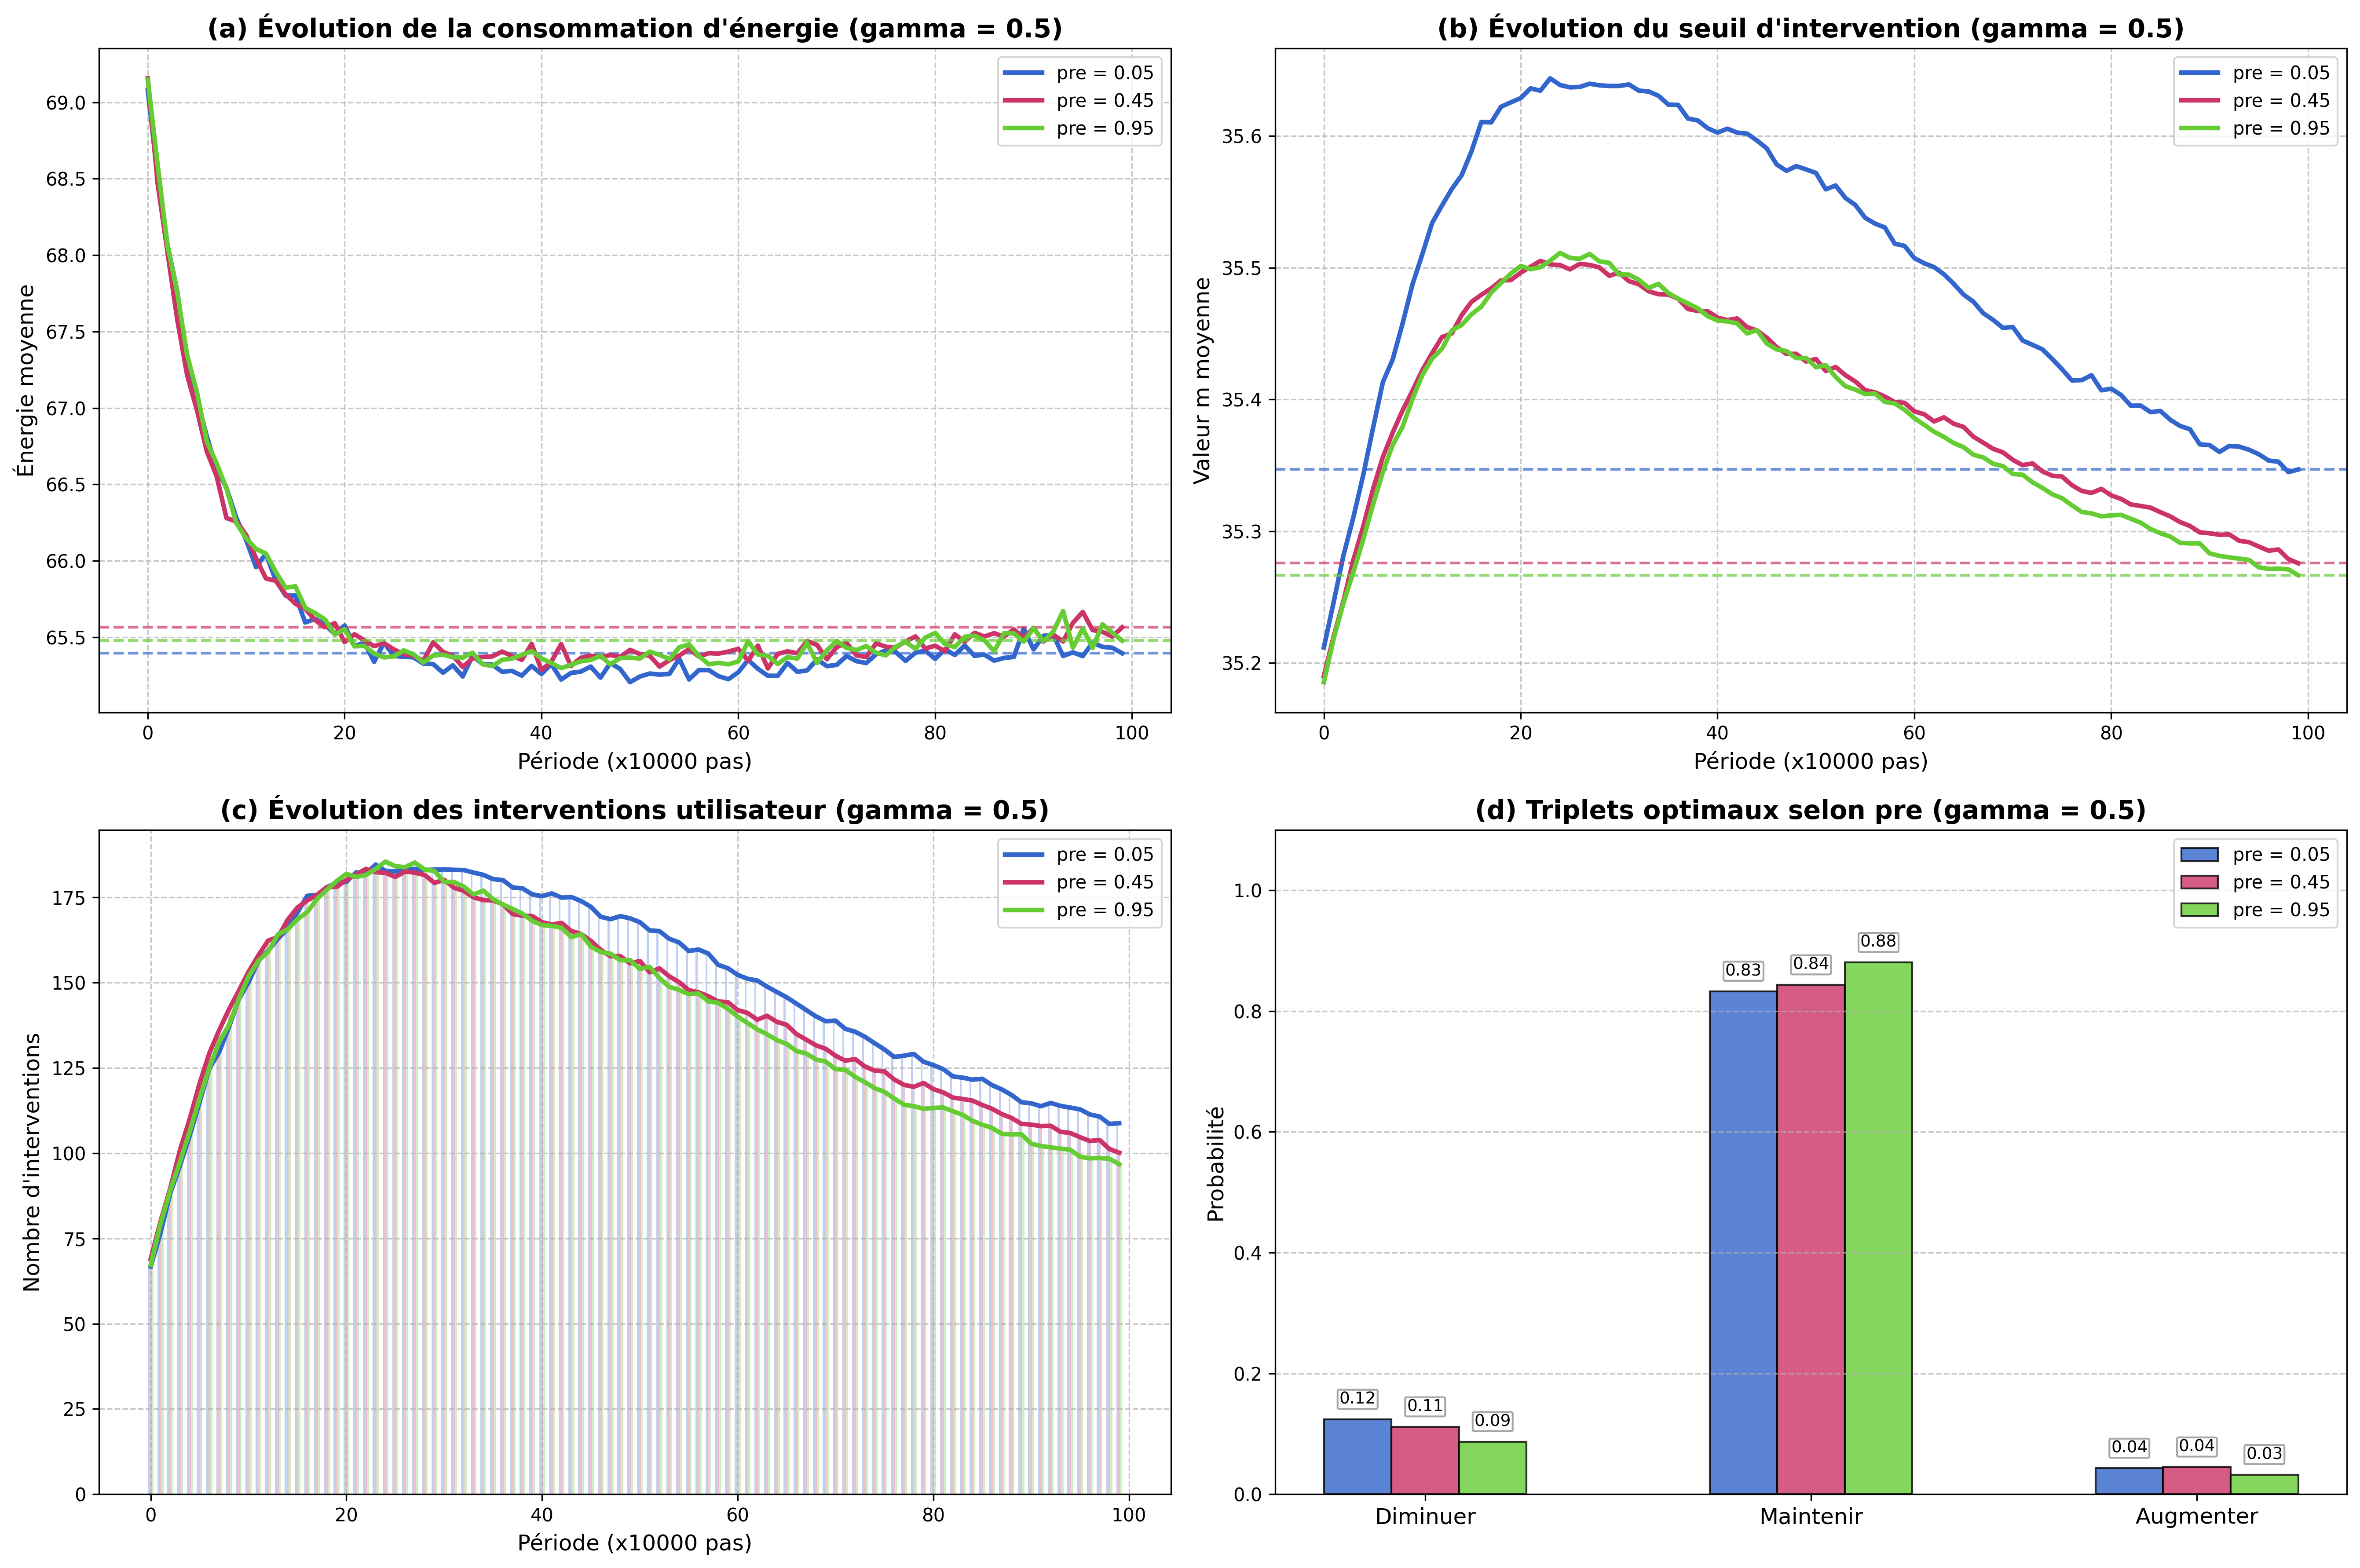 (a) Évolution de la consommation d'énergie (gamma = 0.5)
pre = 0.05
pre = 0.45
pre = 0.95
69.0
68.5
68.0
67.5
67.0
66.5
66.0
65.5
Énergie moyenne
0 20 40 60 80 100
Période (x10000 pas)
(b) Évolution du seuil d'intervention (gamma = 0.5)
pre = 0.05
pre = 0.45
pre = 0.95
35.6
35.5
35.4
35.3
35.2
Valeur m moyenne
0 20 40 60 80 100
Période (x10000 pas)
(c) Évolution des interventions utilisateur (gamma = 0.5)
pre = 0.05
pre = 0.45
pre = 0.95
175
150
125
100
75
50
25
0
Nombre d'interventions
0 20 40 60 80 100
Période (x10000 pas)
(d) Triplets optimaux selon pre (gamma = 0.5)
pre = 0.05
pre = 0.45
pre = 0.95
1.0
0.8
0.6
0.4
0.2
0.0
Probabilité
0.12 0.11 0.09
0.83 0.84 0.88
0.04 0.04 0.03
Diminuer Maintenir Augmenter